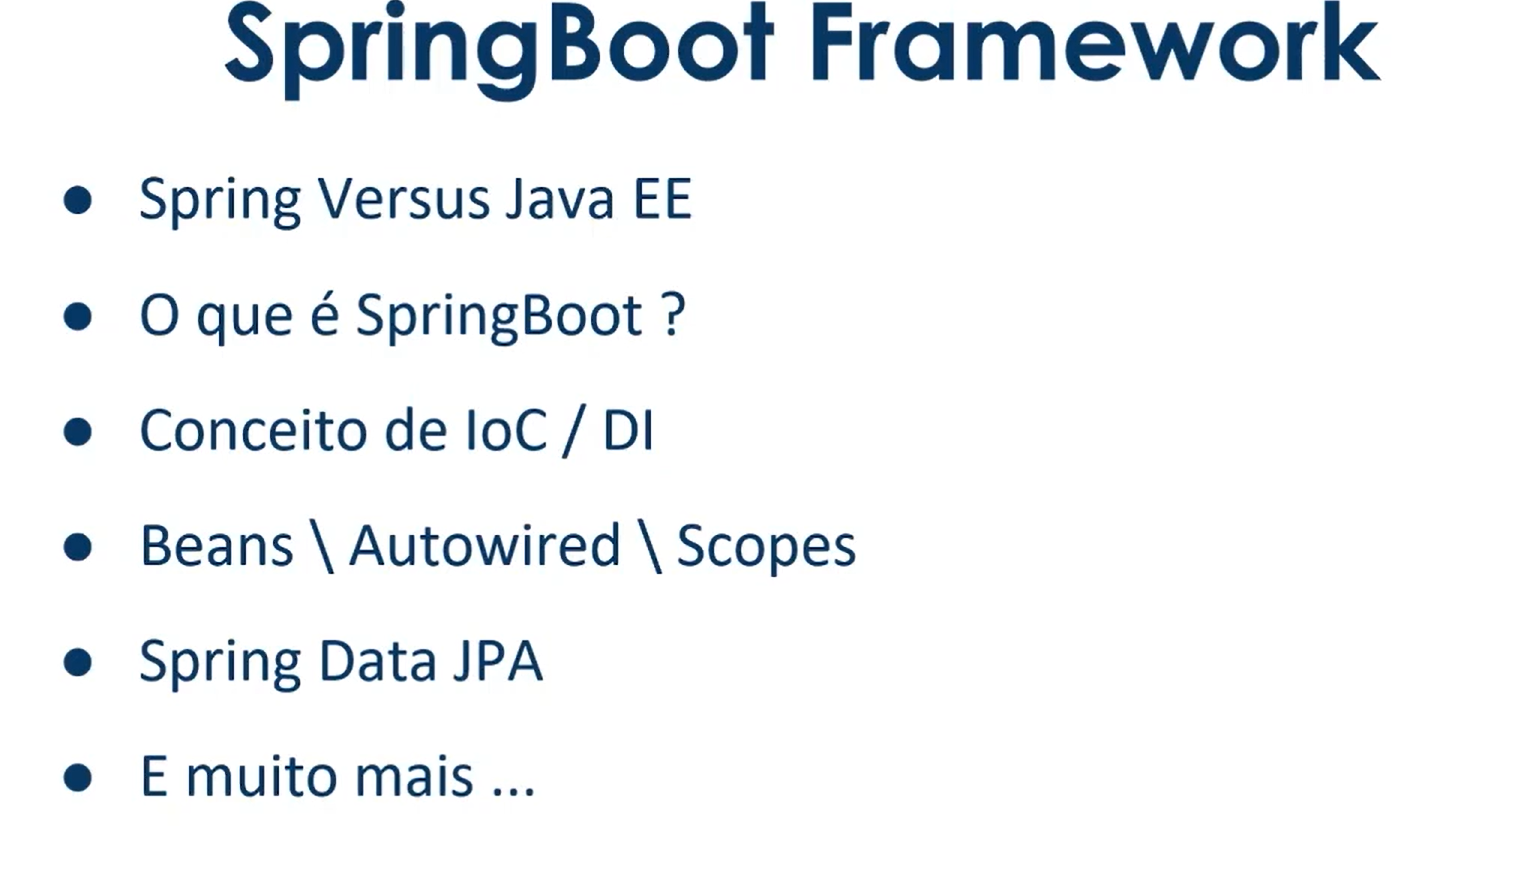 SpringBoot Framework
● Spring Versus Java EE
● O que é SpringBoot ?
● Conceito de IoC / DI
● Beans \ Autowired \ Scopes
● Spring Data JPA
● E muito mais ...